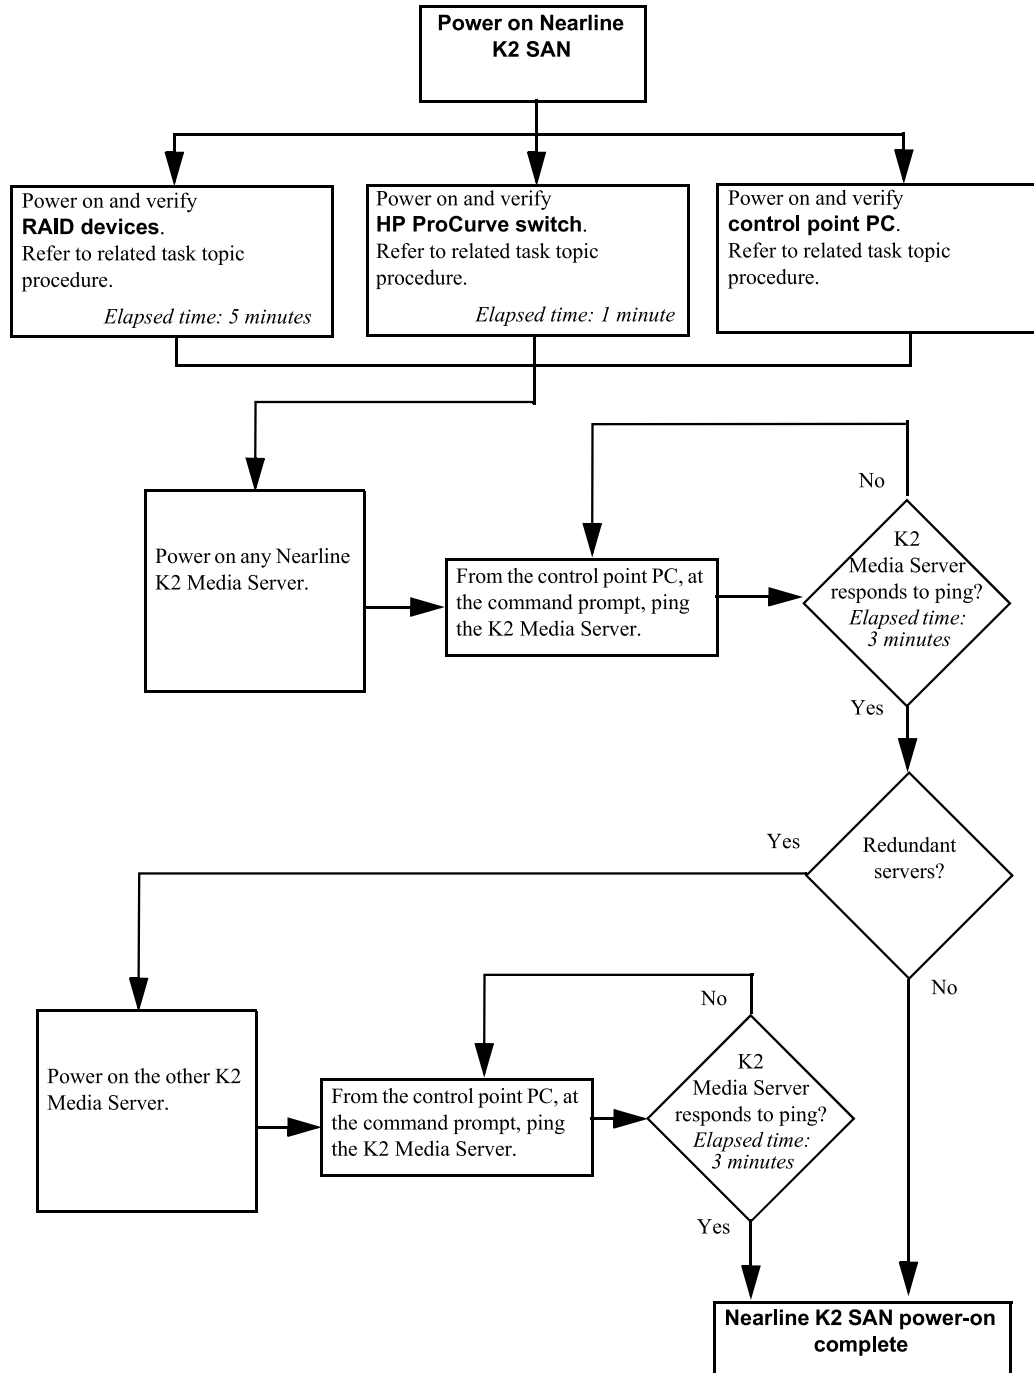 Power on Nearline
K2 SAN
Power on and verify
RAID devices.
Refer to related task topic
procedure.
Elapsed time: 5 minutes
Power on and verify
HP ProCurve switch.
Refer to related task topic
procedure.
Elapsed time: 1 minute
Power on and verify
control point PC.
Refer to related task topic
procedure.
Power on any Nearline
K2 Media Server.
From the control point PC, at
the command prompt, ping
the K2 Media Server.
No
K2
Media Server
responds to ping?
Elapsed time:
3 minutes
Yes
Redundant
servers?
Yes
No
Power on the other K2
Media Server.
From the control point PC, at
the command prompt, ping
the K2 Media Server.
No
K2
Media Server
responds to ping?
Elapsed time:
3 minutes
Yes
Nearline K2 SAN power-on
complete